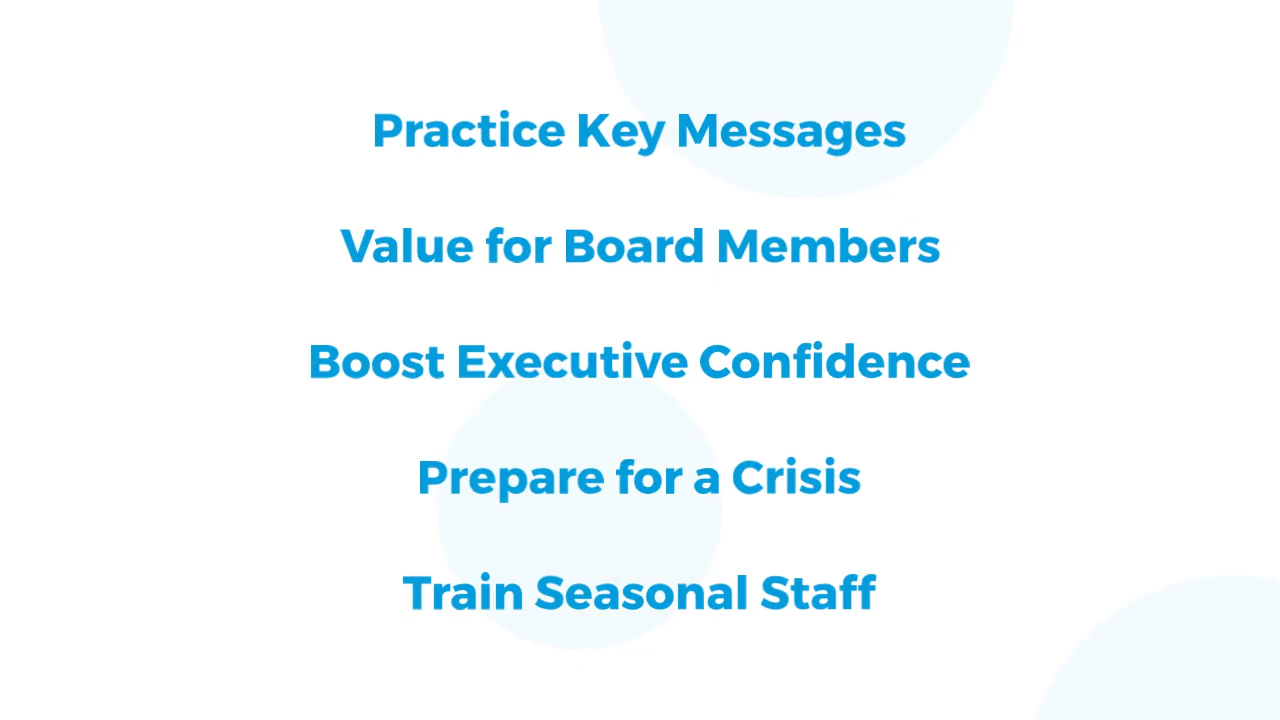 Practice Key Messages
Value for Board Members
Boost Executive Confidence
Prepare for a Crisis
Train Seasonal Staff